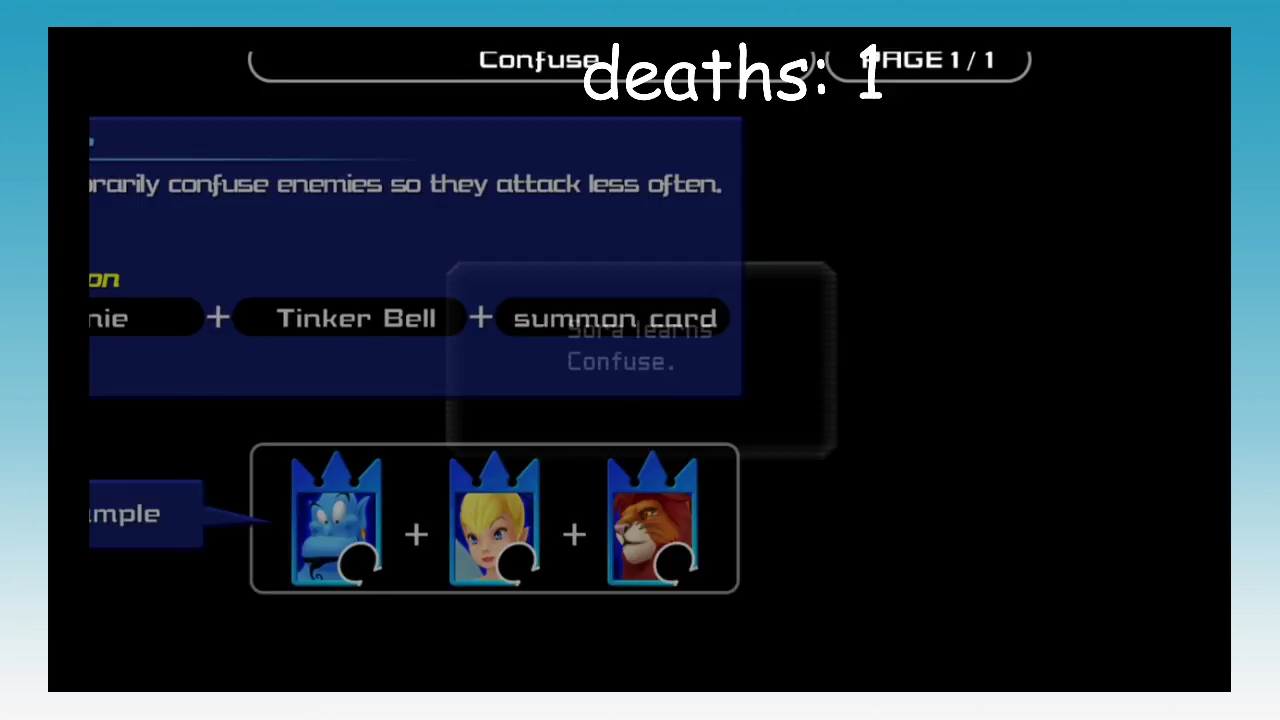 Confuse
PAGE 1 / 1
deaths: 1
orarily confuse enemies so they attack less often.
on
nie + Tinker Bell + summon card
Sora learns
Confuse.
mple
+ +